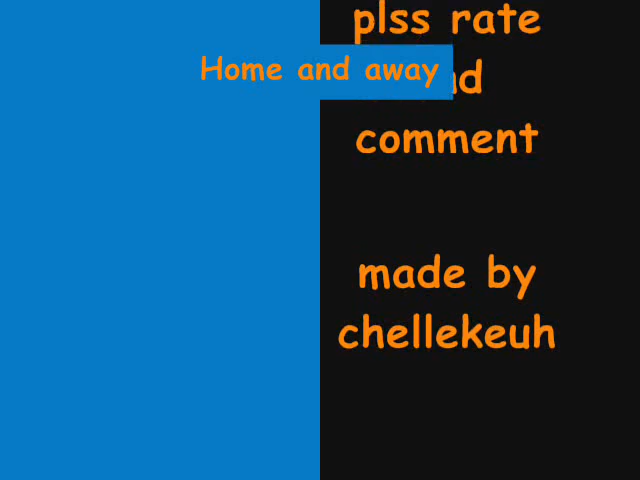 plss rate
Home and away
comment
made by
chellekeuh